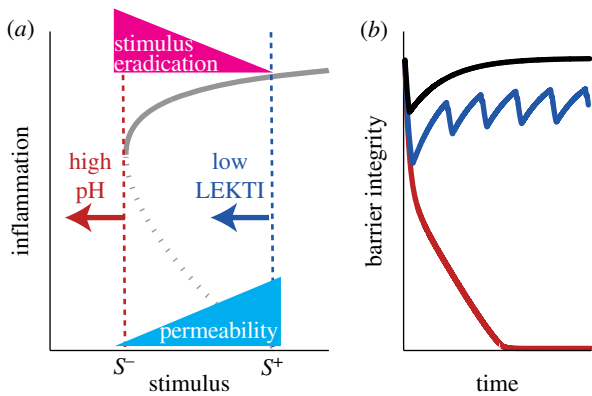 (a)
stimulus
eradication
inflammation
high
pH
low
LEKTI
permeability
S−
S+
stimulus
(b)
barrier integrity
time